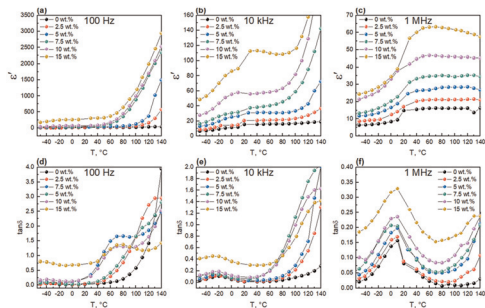 (a) 100 Hz
0 wt.%
2.5 wt.%
5 wt.%
7.5 wt.%
10 wt.%
15 wt.%
ε′
3500
3000
2500
2000
1500
1000
500
0
-40 -20 0 20 40 60 80 100 120 140
T, °C
(b) 10 kHz
0 wt.%
2.5 wt.%
5 wt.%
7.5 wt.%
10 wt.%
15 wt.%
ε′
150
100
50
0
-40 -20 0 20 40 60 80 100 120 140
T, °C
(c) 1 MHz
0 wt.%
2.5 wt.%
5 wt.%
7.5 wt.%
10 wt.%
15 wt.%
ε′
70
60
50
40
30
20
10
0
-40 -20 0 20 40 60 80 100 120 140
T, °C
(d) 100 Hz
0 wt.%
2.5 wt.%
5 wt.%
7.5 wt.%
10 wt.%
15 wt.%
tanδ
4.0
3.5
3.0
2.5
2.0
1.5
1.0
0.5
0.0
-40 -20 0 20 40 60 80 100 120 140
T, °C
(e) 10 kHz
0 wt.%
2.5 wt.%
5 wt.%
7.5 wt.%
10 wt.%
15 wt.%
tanδ
2.0
1.8
1.6
1.4
1.2
1.0
0.8
0.6
0.4
0.2
0.0
-40 -20 0 20 40 60 80 100 120 140
T, °C
(f) 1 MHz
0 wt.%
2.5 wt.%
5 wt.%
7.5 wt.%
10 wt.%
15 wt.%
tanδ
0.40
0.35
0.30
0.25
0.20
0.15
0.10
0.05
0.00
-40 -20 0 20 40 60 80 100 120 140
T, °C